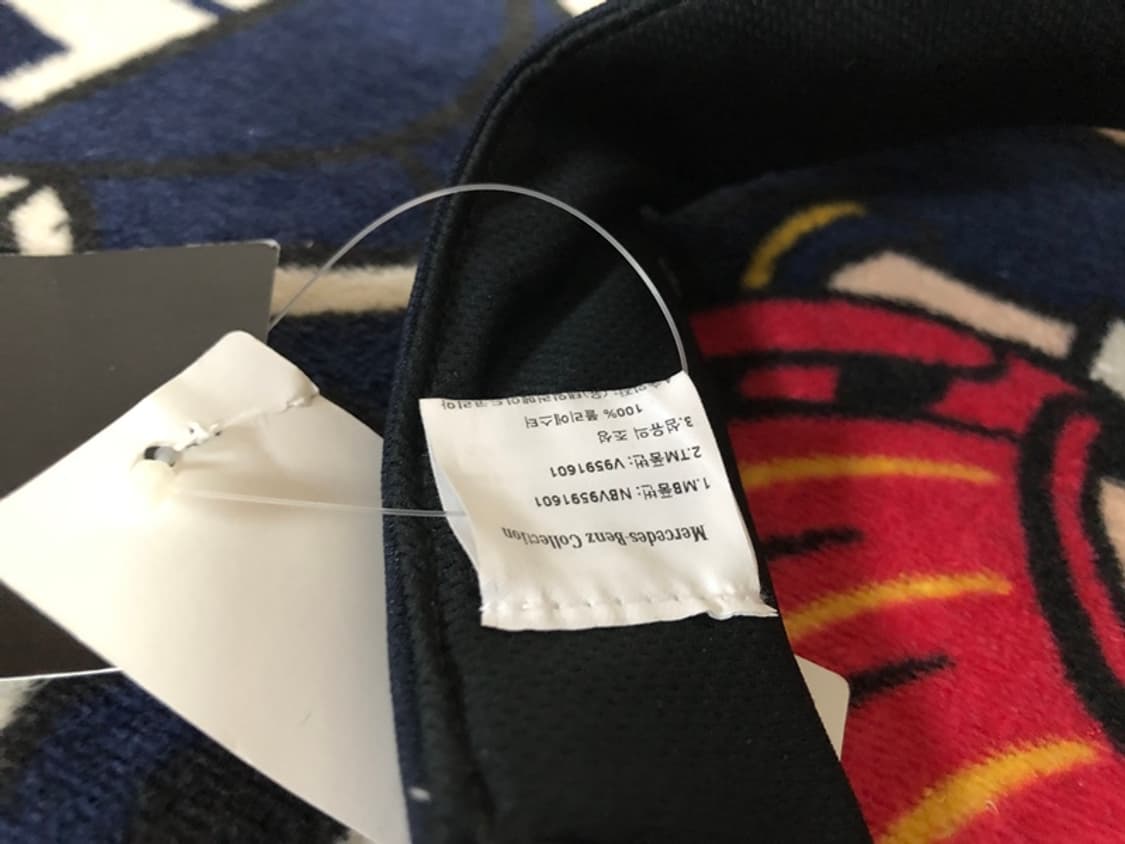 Mercedes-Benz Collection
1.MB품번: NBV9591601
2.TM품번: V9591601
3.섬유의 조성
100% 폴리에스터